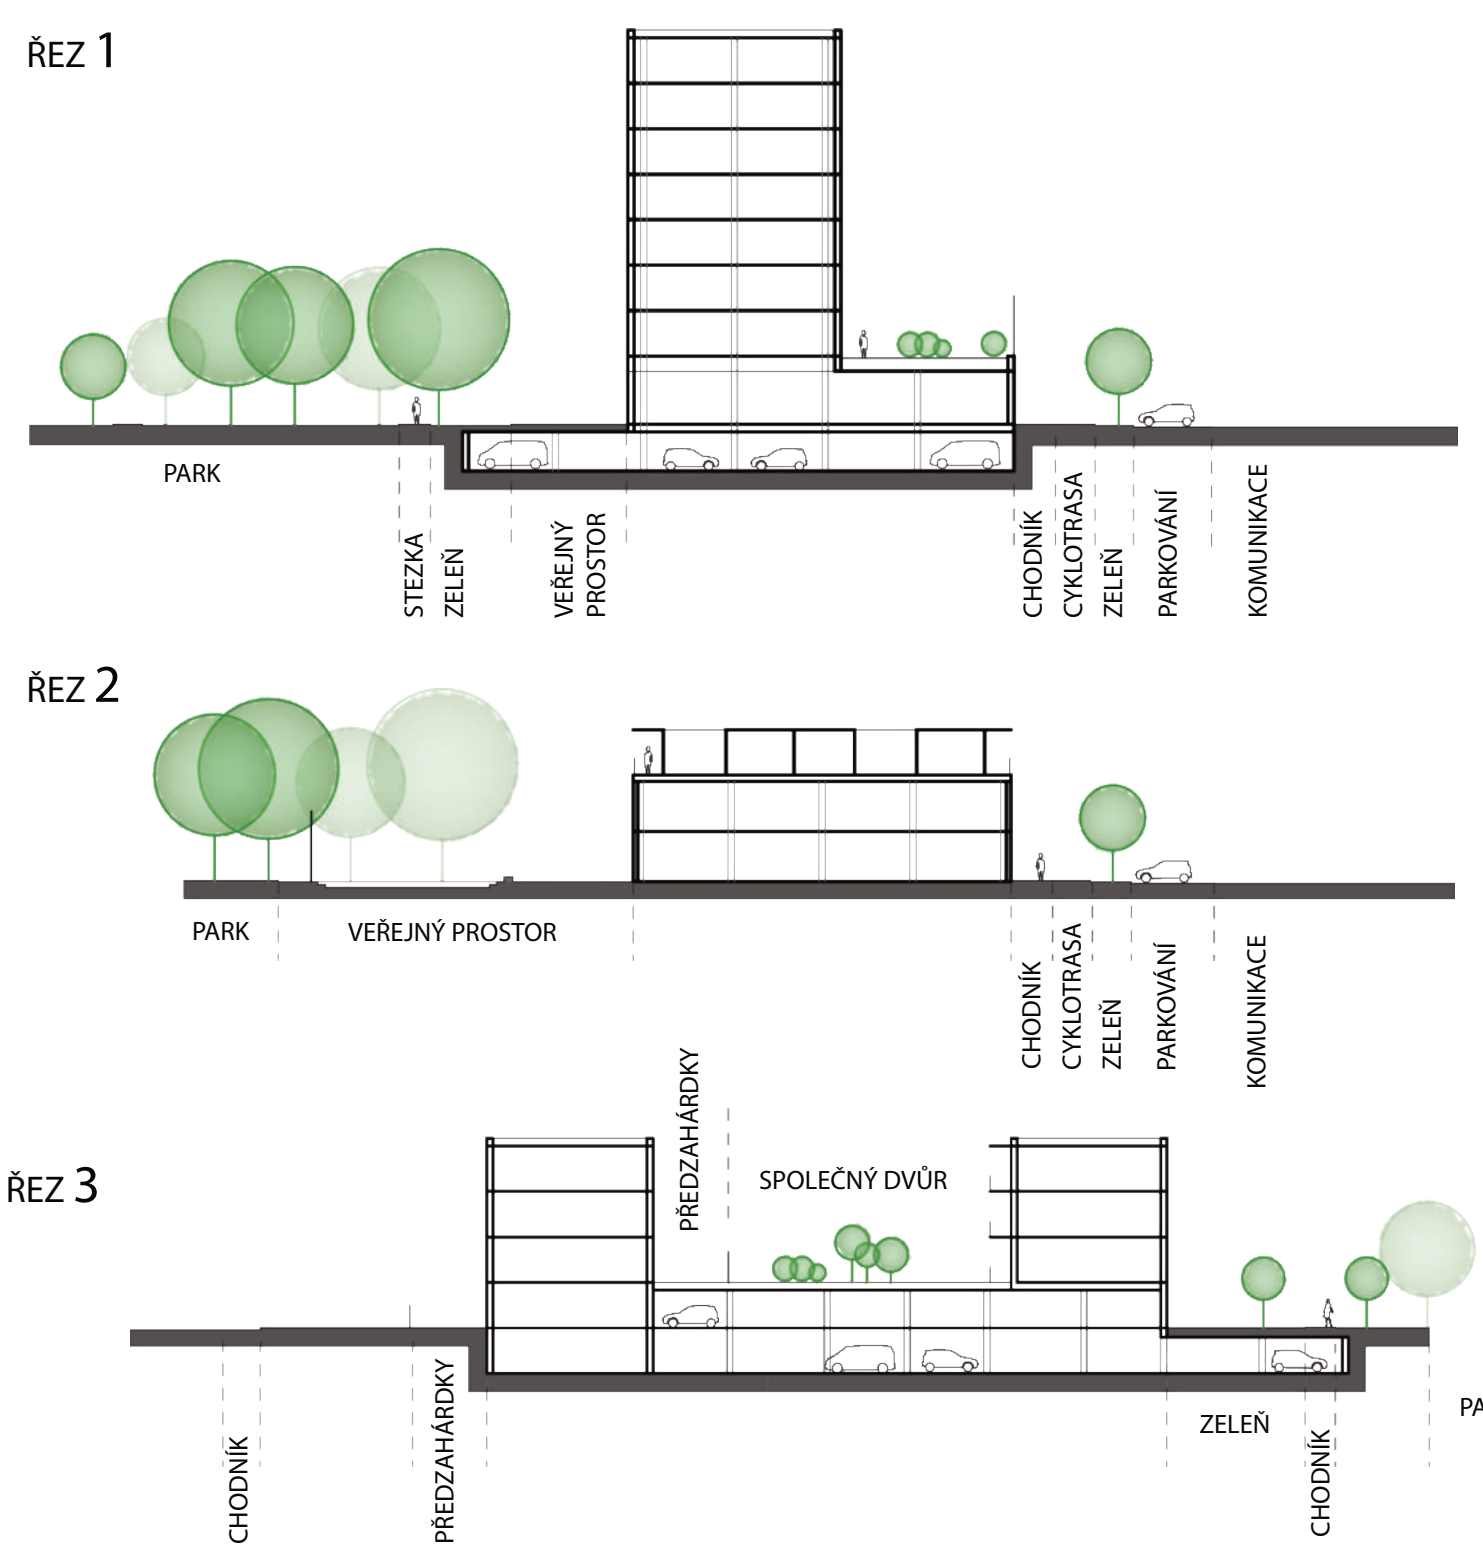 ŘEZ 1
PARK
STEZKA
ZELEŇ
VEŘEJNÝ
PROSTOR
CHODNÍK
CYKLOTRASA
ZELEŇ
PARKOVÁNÍ
KOMUNIKACE
ŘEZ 2
PARK
VEŘEJNÝ PROSTOR
CHODNÍK
CYKLOTRASA
ZELEŇ
PARKOVÁNÍ
KOMUNIKACE
ŘEZ 3
PŘEDZAHÁRDKY
SPOLEČNÝ DVŮR
CHODNÍK
PŘEDZAHÁRDKY
ZELEŇ
CHODNÍK